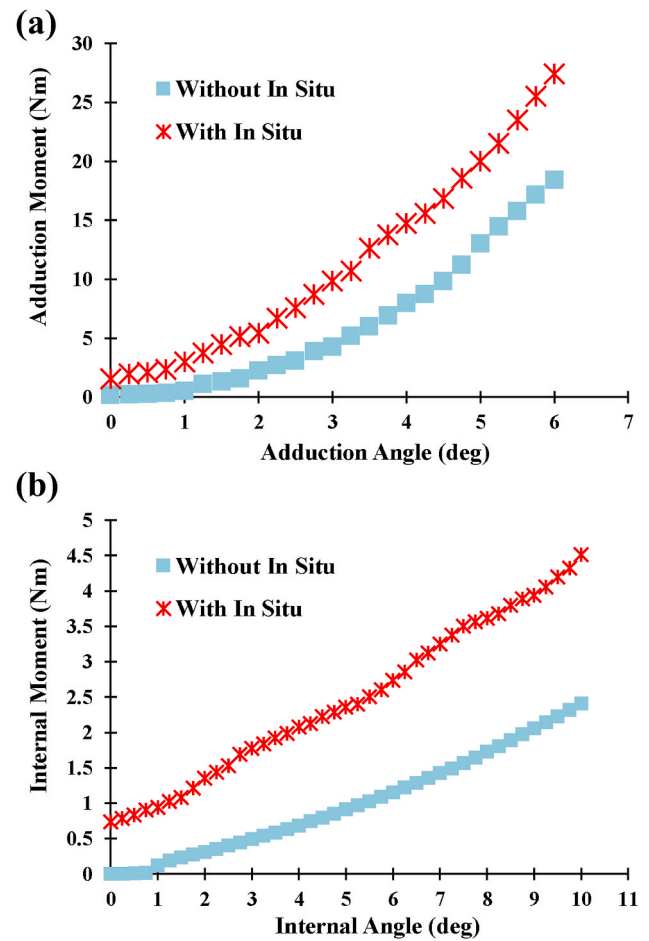 (a)
30
25
20
15
10
5
0
Adduction Moment (Nm)
Without In Situ
With In Situ
0 1 2 3 4 5 6 7
Adduction Angle (deg)
(b)
5
4.5
4
3.5
3
2.5
2
1.5
1
0.5
0
Internal Moment (Nm)
Without In Situ
With In Situ
0 1 2 3 4 5 6 7 8 9 10 11
Internal Angle (deg)